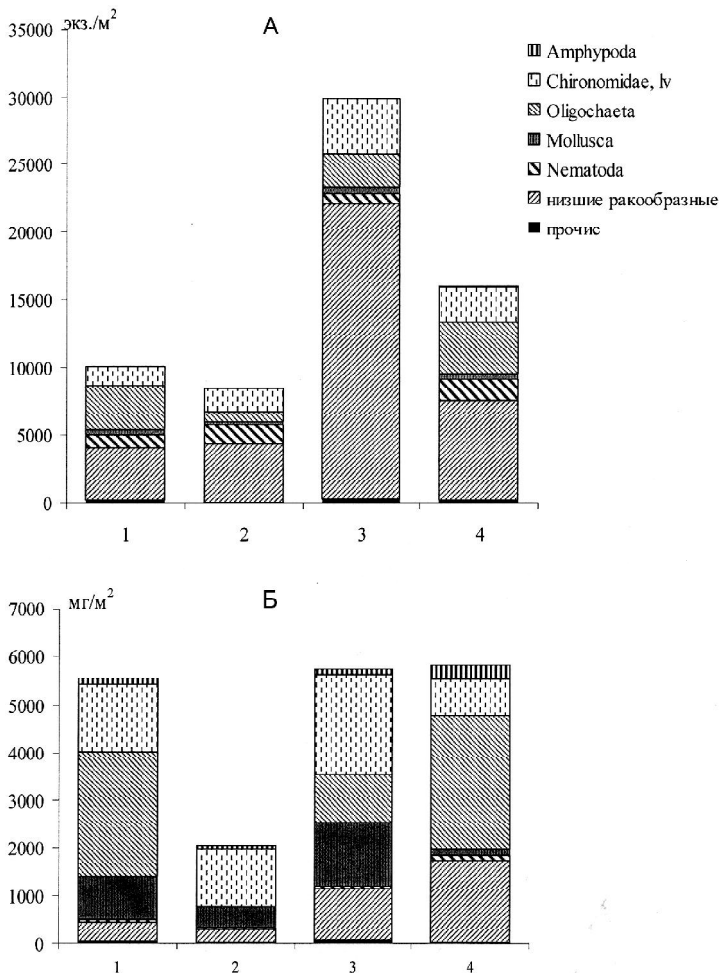 экз./м²
А
35000
30000
25000
20000
15000
10000
5000
0
1 2 3 4
Amphypoda
Chironomidae, lv
Oligochaeta
Mollusca
Nematoda
низшие ракообразные
прочис
мг/м²
Б
7000
6000
5000
4000
3000
2000
1000
0
1 2 3 4